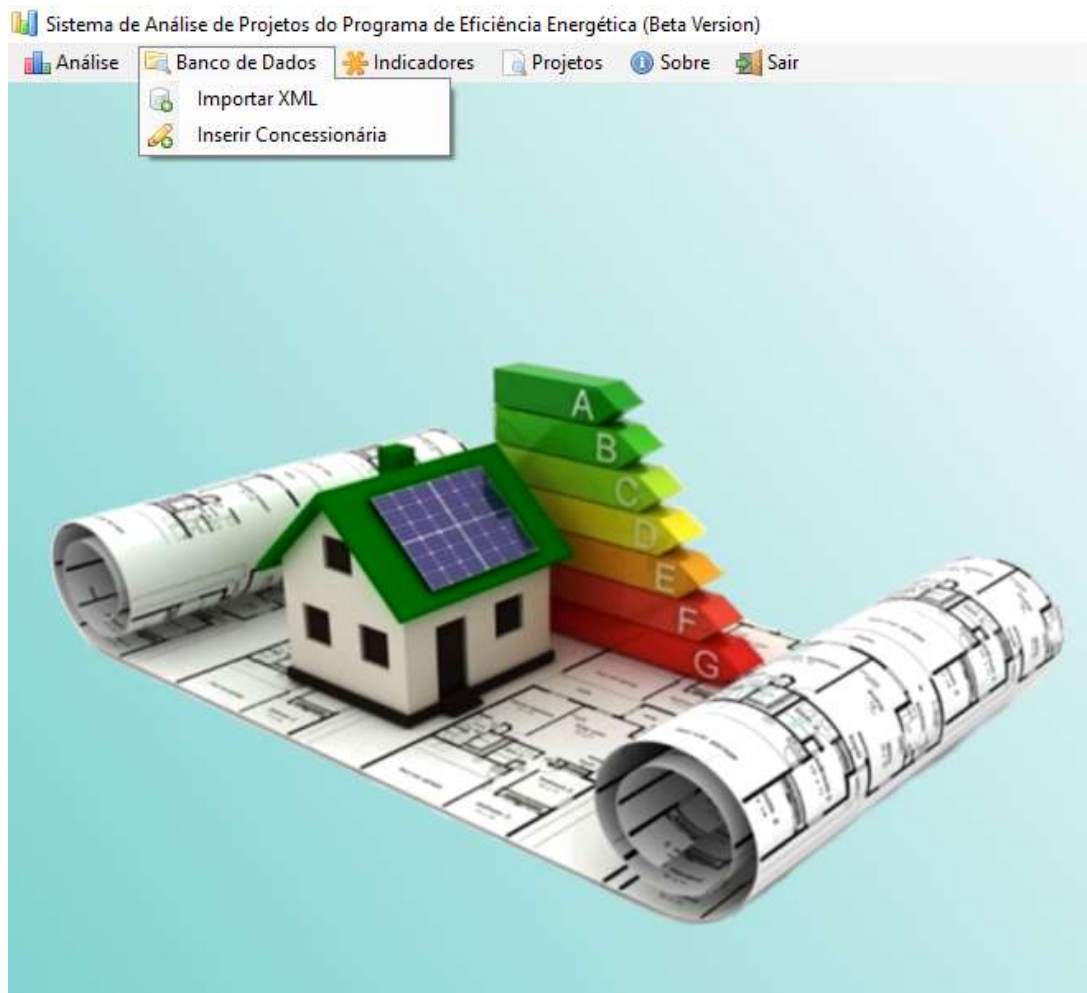 Sistema de Análise de Projetos do Programa de Eficiência Energética (Beta Version)
Análise Banco de Dados Indicadores Projetos Sobre Sair
Importar XML
Inserir Concessionária
A
B
C
D
E
F
G